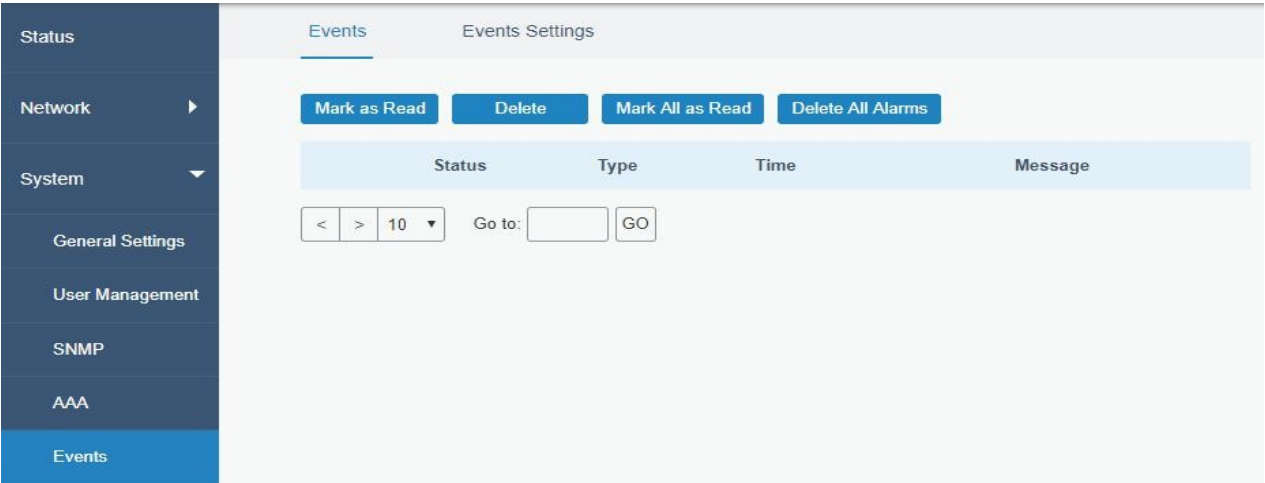 Status
Network
System
General Settings
User Management
SNMP
AAA
Events
Events Events Settings
Mark as Read Delete Mark All as Read Delete All Alarms
Status Type Time Message
< > 10 Go to: GO